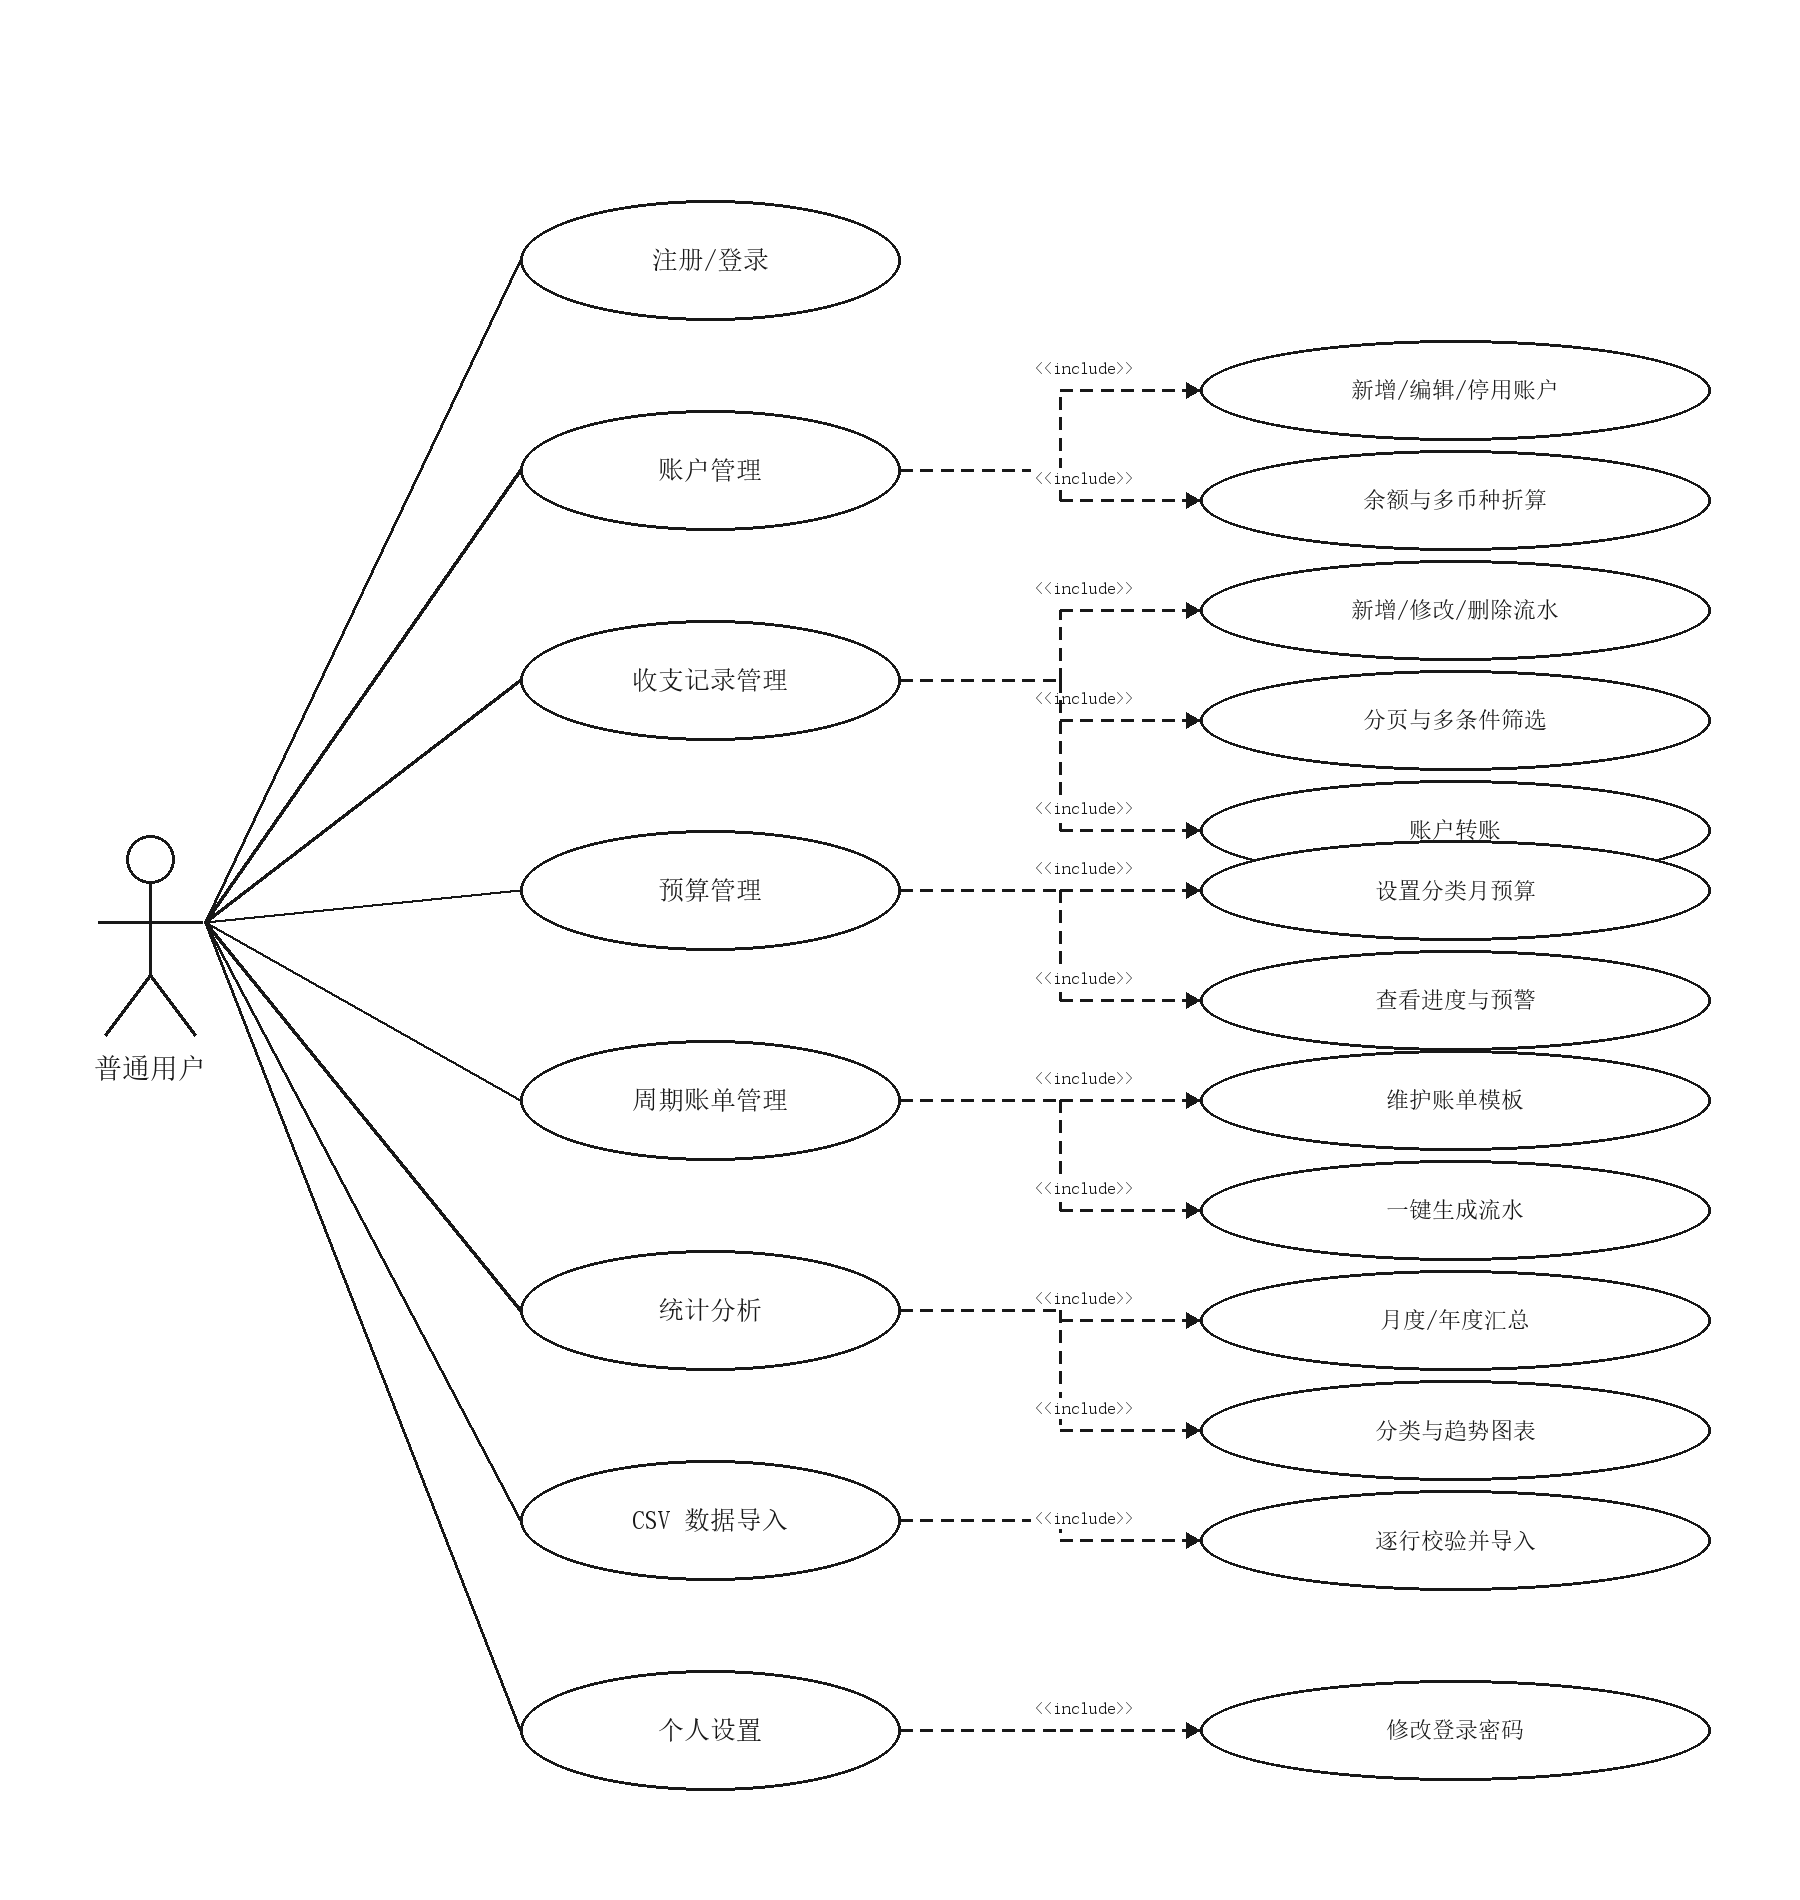 注册/登录
<<include>>
新增/编辑/停用账户
账户管理
<<include>>
余额与多币种折算
<<include>>
新增/修改/删除流水
收支记录管理
<<include>>
分页与多条件筛选
<<include>>
账户转账
<<include>>
预算管理
设置分类月预算
<<include>>
查看进度与预警
普通用户
<<include>>
周期账单管理
维护账单模板
<<include>>
一键生成流水
<<include>>
统计分析
月度/年度汇总
<<include>>
分类与趋势图表
<<include>>
CSV 数据导入
逐行校验并导入
<<include>>
个人设置
修改登录密码